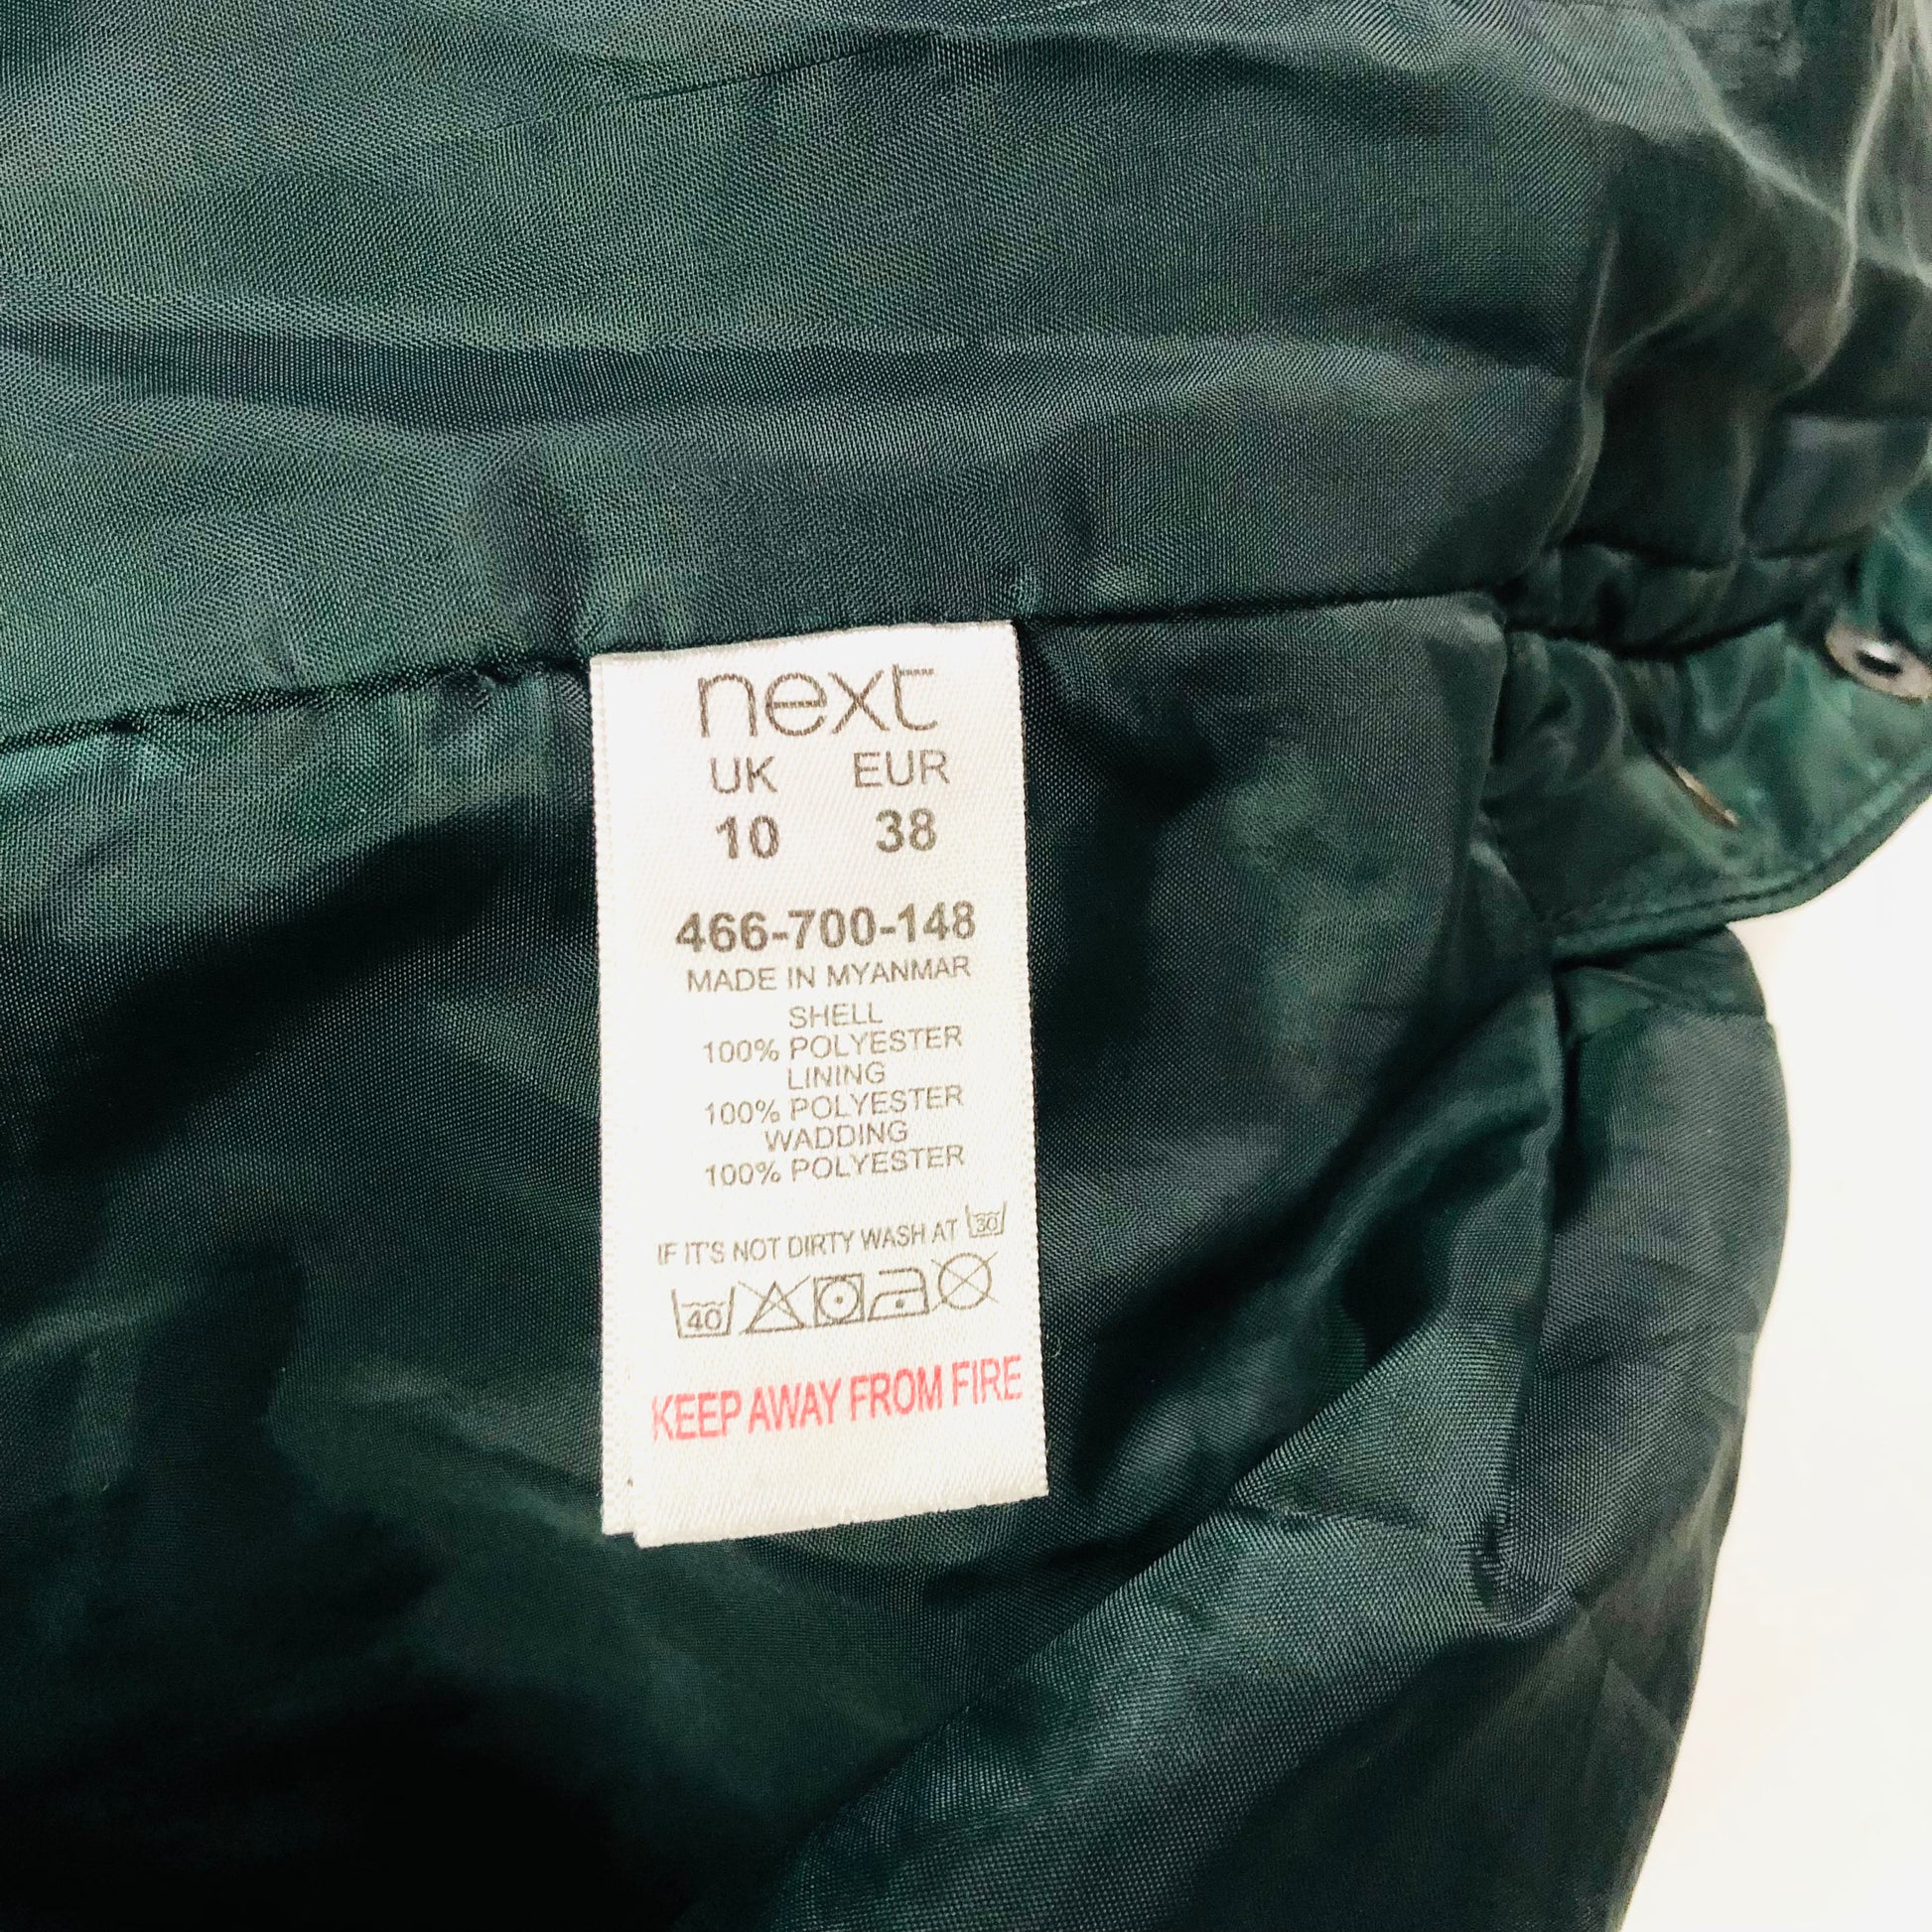 next
UK EUR
10 38
466-700-148
MADE IN MYANMAR
SHELL
100% POLYESTER
LINING
100% POLYESTER
WADDING
100% POLYESTER
IF IT'S NOT DIRTY WASH AT 30
40
KEEP AWAY FROM FIRE